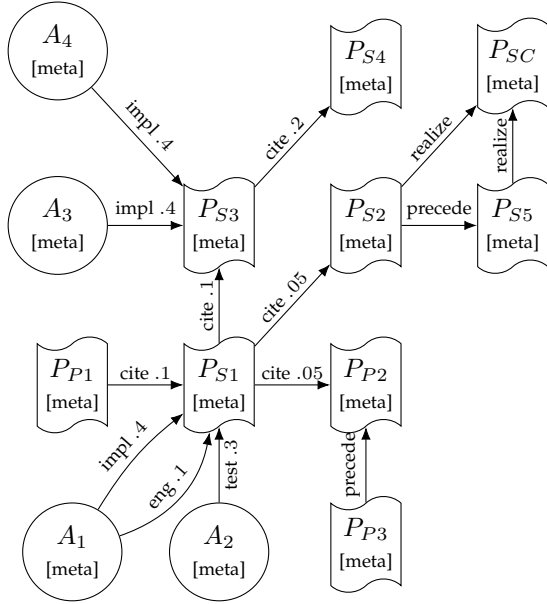 A4
[meta]
PS4
[meta]
PSC
[meta]
impl .4
cite .2
realize
realize
A3
[meta]
impl .4
PS3
[meta]
PS2
[meta]
precede
PS5
[meta]
cite .1
cite .05
PP1
[meta]
cite .1
PS1
[meta]
cite .05
PP2
[meta]
impl .4
eng .1
test .3
precede
A1
[meta]
A2
[meta]
PP3
[meta]